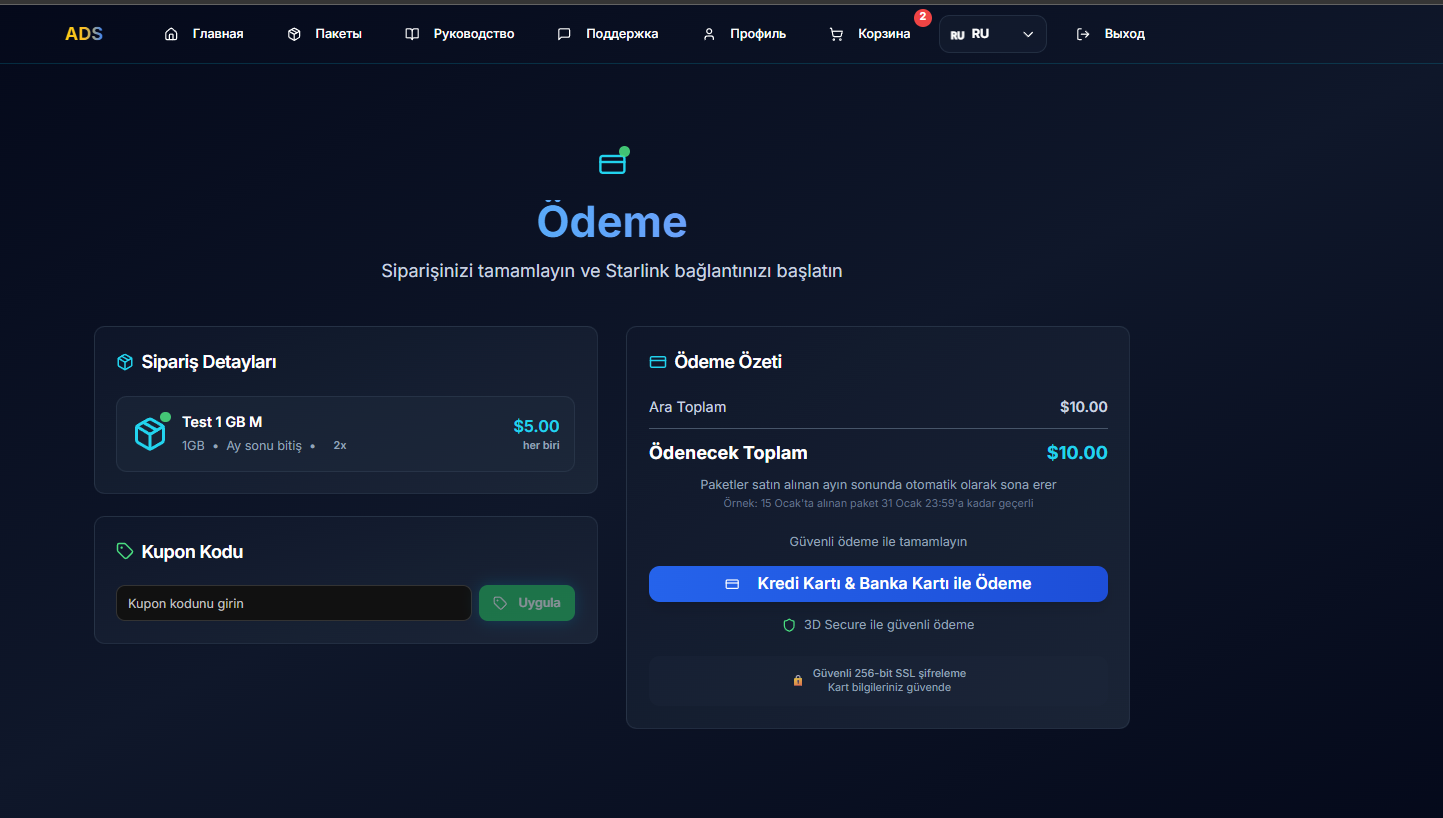 ADS
Главная
Пакеты
Руководство
Поддержка
Профиль
Корзина
2
RU RU
Выход
Ödeme
Siparişinizi tamamlayın ve Starlink bağlantınızı başlatın
Sipariş Detayları
Test 1 GB M
1GB • Ay sonu bitiş • 2x
$5.00
her biri
Kupon Kodu
Kupon kodunu girin
Uygula
Ödeme Özeti
Ara Toplam $10.00
Ödenecek Toplam $10.00
Paketler satın alınan ayın sonunda otomatik olarak sona erer
Örnek: 15 Ocak'ta alınan paket 31 Ocak 23:59'a kadar geçerli
Güvenli ödeme ile tamamlayın
Kredi Kartı & Banka Kartı ile Ödeme
3D Secure ile güvenli ödeme
Güvenli 256-bit SSL şifreleme
Kart bilgileriniz güvende